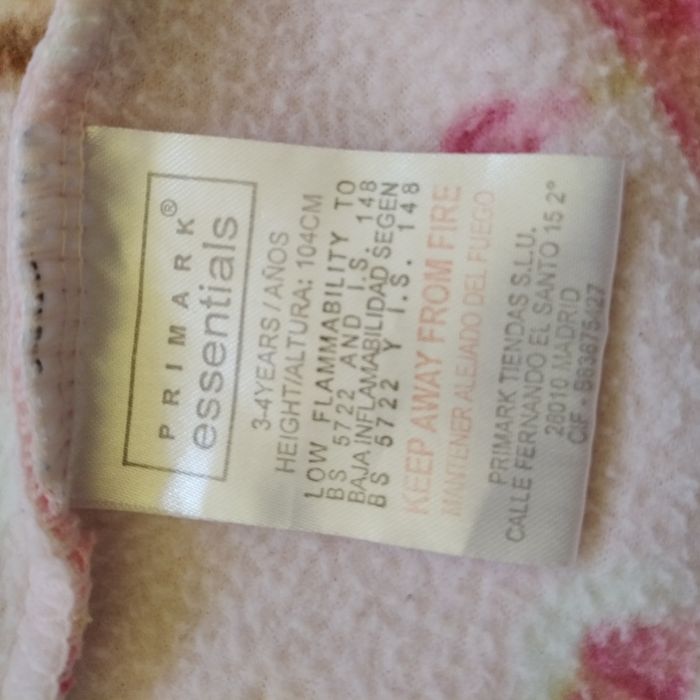 PRIMARK®
essentials
3-4YEARS/AÑOS
HEIGHT/ALTURA: 104CM
LOW FLAMMABILITY TO
BS 5722 AND I.S. 148
BAJA INFLAMABILIDAD SEGEN
BS 5722 Y I.S. 148
KEEP AWAY FROM FIRE
MANTENER ALEJADO DEL FUEGO
PRIMARK TIENDAS S.L.U.
CALLE FERNANDO EL SANTO 15 2°
28010 MADRID
CIF -